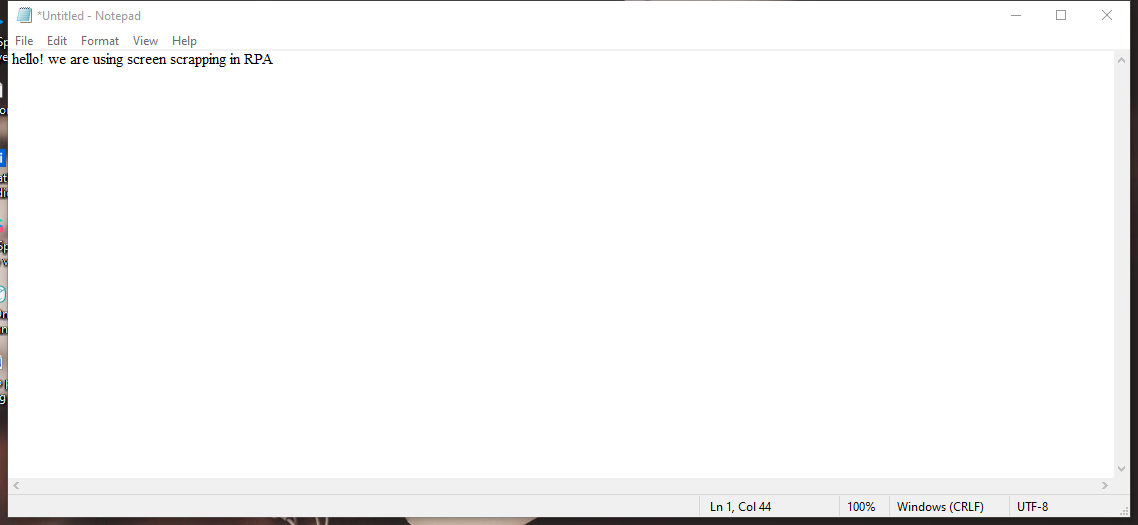 *Untitled - Notepad
File Edit Format View Help
hello! we are using screen scrapping in RPA
Ln 1, Col 44 100% Windows (CRLF) UTF-8